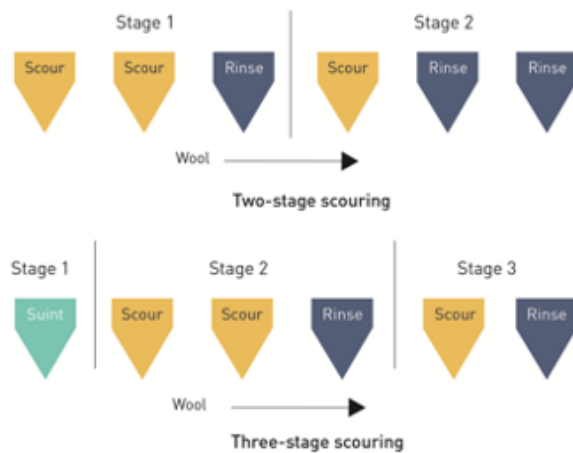 Stage 1 Stage 2
Scour Scour Rinse Scour Rinse Rinse
Wool
Two-stage scouring
Stage 1 Stage 2 Stage 3
Suint Scour Scour Rinse Scour Rinse
Wool
Three-stage scouring